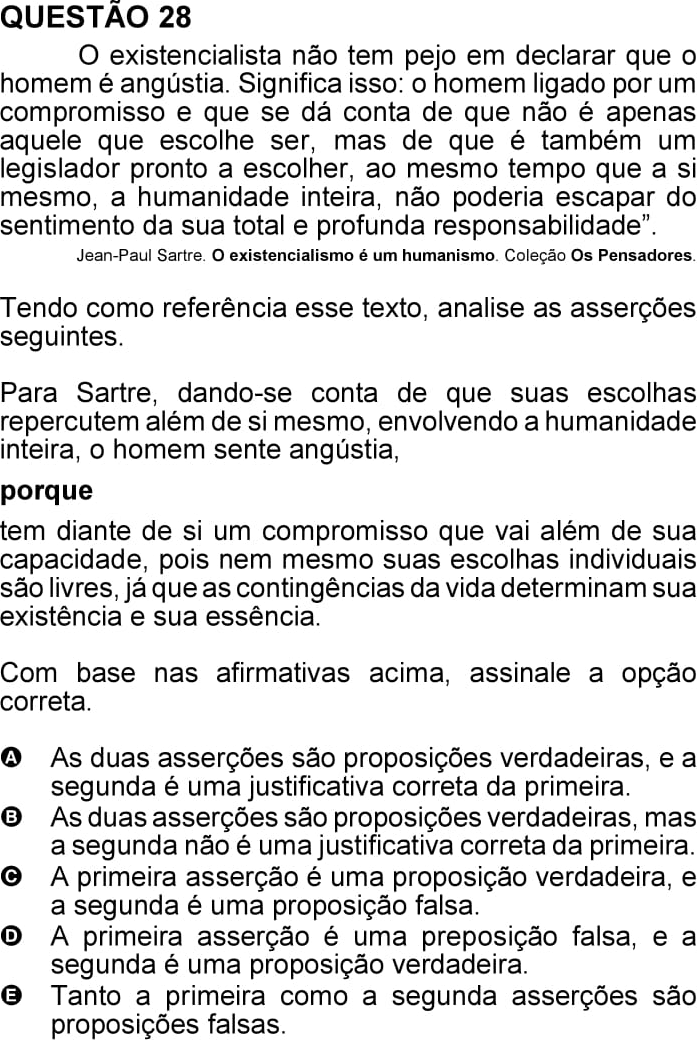 QUESTÃO 28
O existencialista não tem pejo em declarar que o
homem é angústia. Significa isso: o homem ligado por um
compromisso e que se dá conta de que não é apenas
aquele que escolhe ser, mas de que é também um
legislador pronto a escolher, ao mesmo tempo que a si
mesmo, a humanidade inteira, não poderia escapar do
sentimento da sua total e profunda responsabilidade”.
Jean-Paul Sartre. O existencialismo é um humanismo. Coleção Os Pensadores.
Tendo como referência esse texto, analise as asserções
seguintes.
Para Sartre, dando-se conta de que suas escolhas
repercutem além de si mesmo, envolvendo a humanidade
inteira, o homem sente angústia,
porque
tem diante de si um compromisso que vai além de sua
capacidade, pois nem mesmo suas escolhas individuais
são livres, já que as contingências da vida determinam sua
existência e sua essência.
Com base nas afirmativas acima, assinale a opção
correta.
A As duas asserções são proposições verdadeiras, e a
segunda é uma justificativa correta da primeira.
B As duas asserções são proposições verdadeiras, mas
a segunda não é uma justificativa correta da primeira.
C A primeira asserção é uma proposição verdadeira, e
a segunda é uma proposição falsa.
D A primeira asserção é uma preposição falsa, e a
segunda é uma proposição verdadeira.
E Tanto a primeira como a segunda asserções são
proposições falsas.